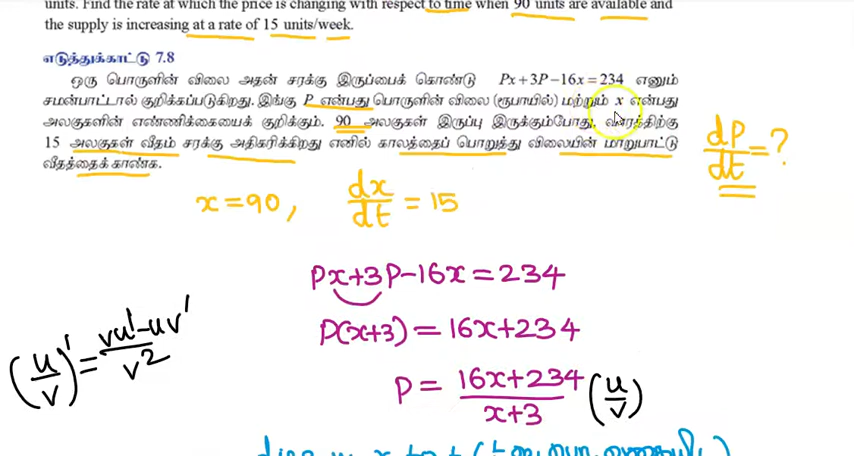 units. Find the rate at which the price is changing with respect to time when 90 units are available and
the supply is increasing at a rate of 15 units/week.
எடுத்துக்காட்டு 7.8
ஒரு பொருளின் விலை அதன் சரக்கு இருப்பைக் கொண்டு Px+3P−16x=234 எனும்
சமன்பாட்டால் குறிக்கப்படுகிறது. இங்கு P என்பது பொருளின் விலை (ரூபாயில்) மற்றும் x என்பது
அலகுகளின் எண்ணிக்கையைக் குறிக்கும். 90 அலகுகள் இருப்பு இருக்கும்போது, வாரத்திற்கு
15 அலகுகள் வீதம் சரக்கு அதிகரிக்கிறது எனில் காலத்தைப் பொறுத்து விலையின் மாறுபாட்டு
வீதத்தைக் காண்க.
dP/dt = ?
x=90, dx/dt = 15
Px+3P−16x=234
P(x+3) = 16x+234
(u/v)' = vu'−uv'/v²
P = 16x+234/x+3 (u/v)